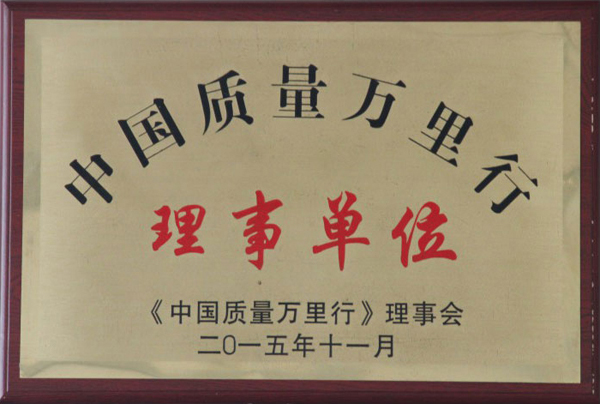 中国质量万里行
理事单位
《中国质量万里行》理事会
二〇一五年十一月